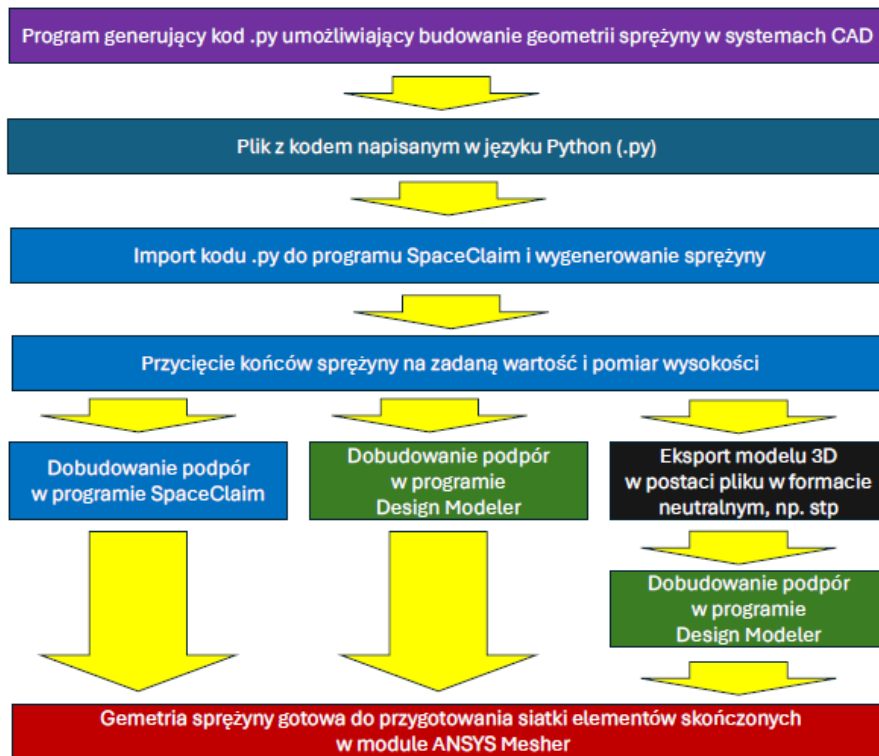 Program generujący kod .py umożliwiający budowanie geometrii sprężyny w systemach CAD
Plik z kodem napisanym w języku Python (.py)
Import kodu .py do programu SpaceClaim i wygenerowanie sprężyny
Przycięcie końców sprężyny na zadaną wartość i pomiar wysokości
Dobudowanie podpór
w programie SpaceClaim
Dobudowanie podpór
w programie
Design Modeler
Eksport modelu 3D
w postaci pliku w formacie
neutralnym, np. stp
Dobudowanie podpór
w programie
Design Modeler
Gemetria sprężyny gotowa do przygotowania siatki elementów skończonych
w module ANSYS Mesher